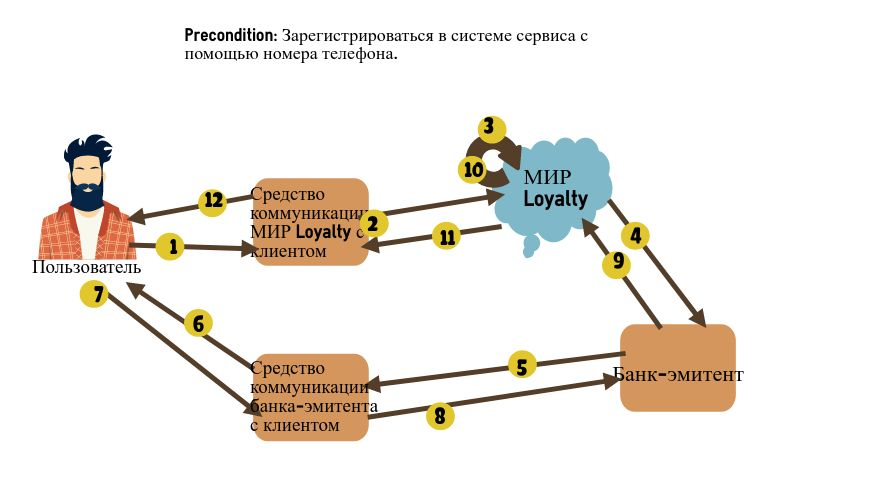 Precondition: Зарегистрироваться в системе сервиса с
помощью номера телефона.
3
10
МИР
Loyalty
12
Средство
коммуникации
МИР Loyalty с
клиентом
2
11
1
4
9
Пользователь
7
6
5
8
Средство
коммуникации
банка-эмитента
с клиентом
Банк-эмитент